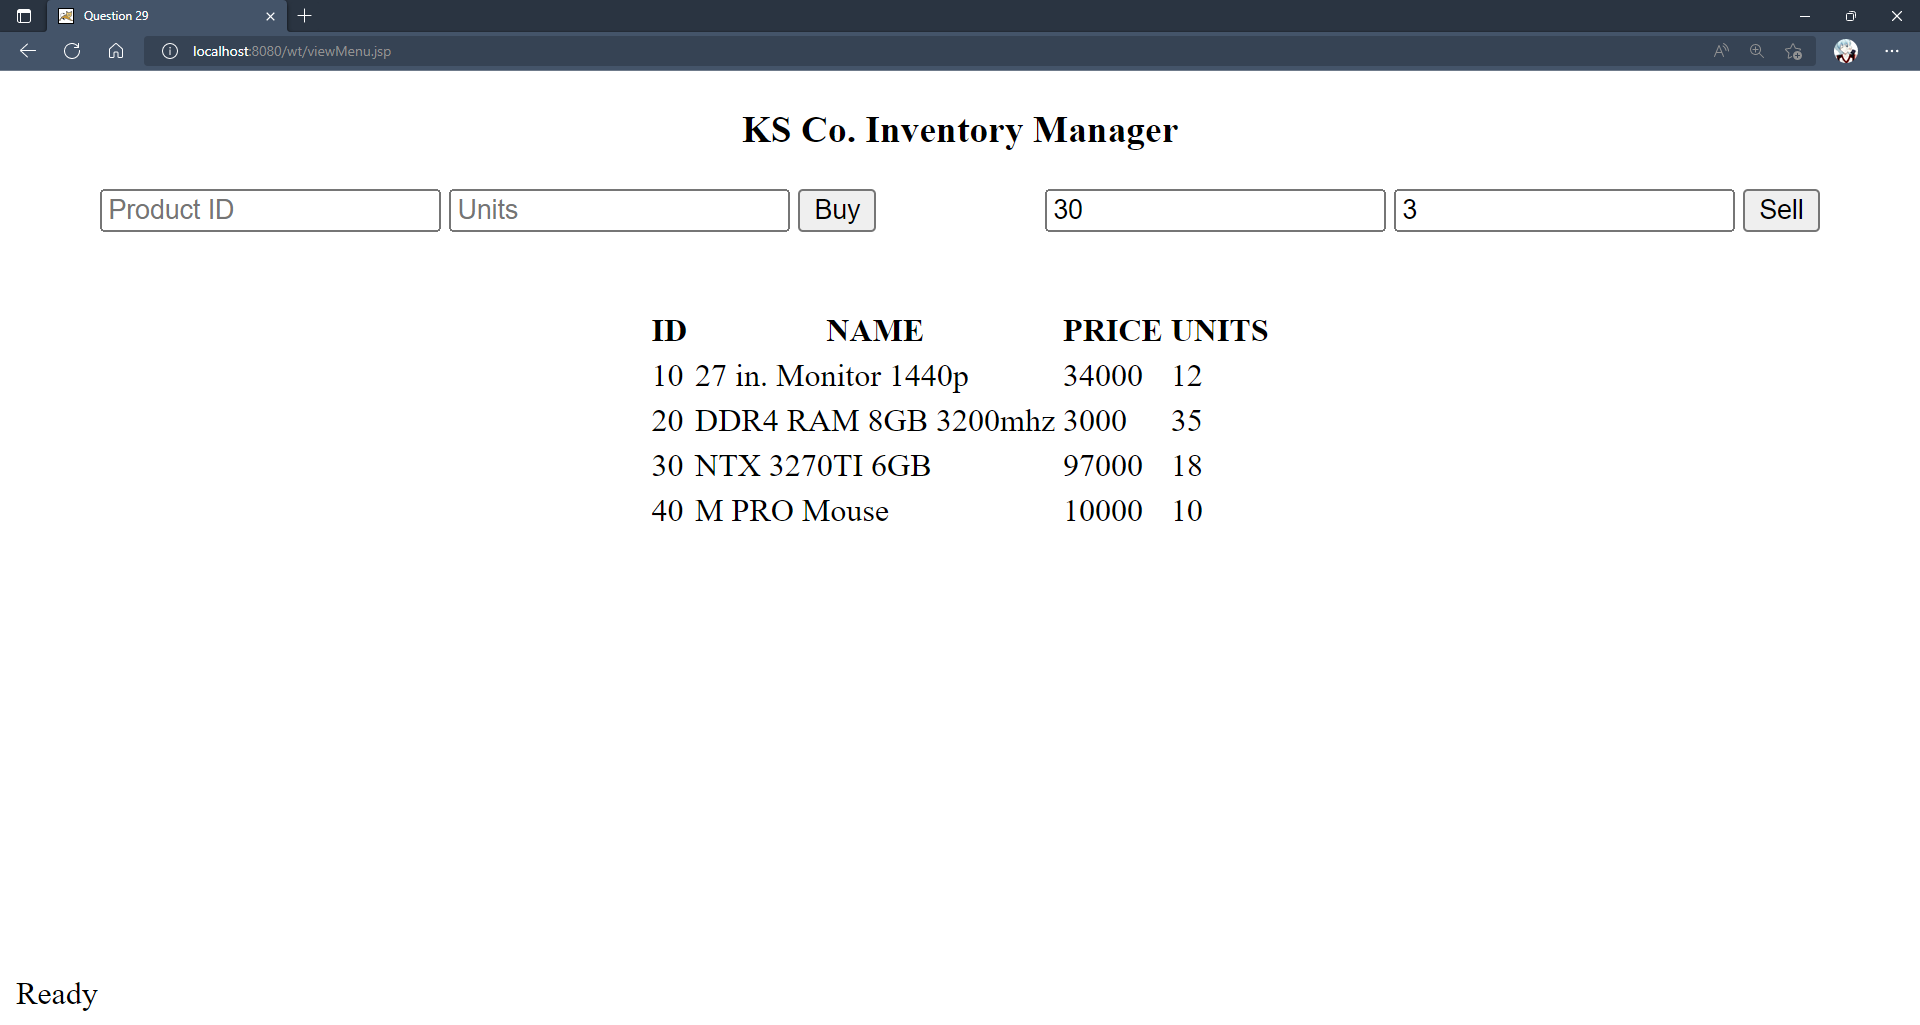 Question 29
localhost:8080/wt/viewMenu.jsp
KS Co. Inventory Manager
Product ID Units Buy 30 3 Sell
ID NAME PRICE UNITS
10 27 in. Monitor 1440p 34000 12
20 DDR4 RAM 8GB 3200mhz 3000 35
30 NTX 3270TI 6GB 97000 18
40 M PRO Mouse 10000 10
Ready